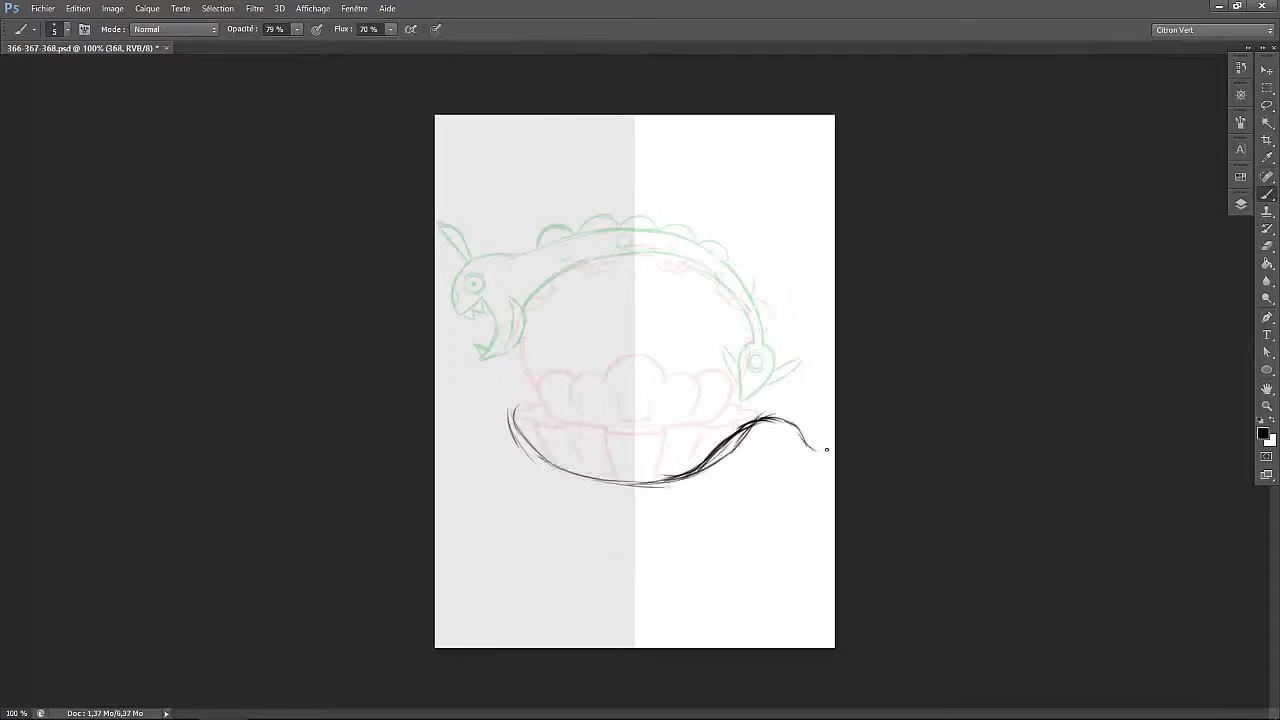 Ps Fichier Edition Image Calque Texte Sélection Filtre 3D Affichage Fenêtre Aide
5 Mode : Normal Opacité : 79 % Flux : 70 % Citron Vert
366-367-368.psd @ 100% (368, RVB/8) * ×
100 % Doc : 1,37 Mo/6,37 Mo